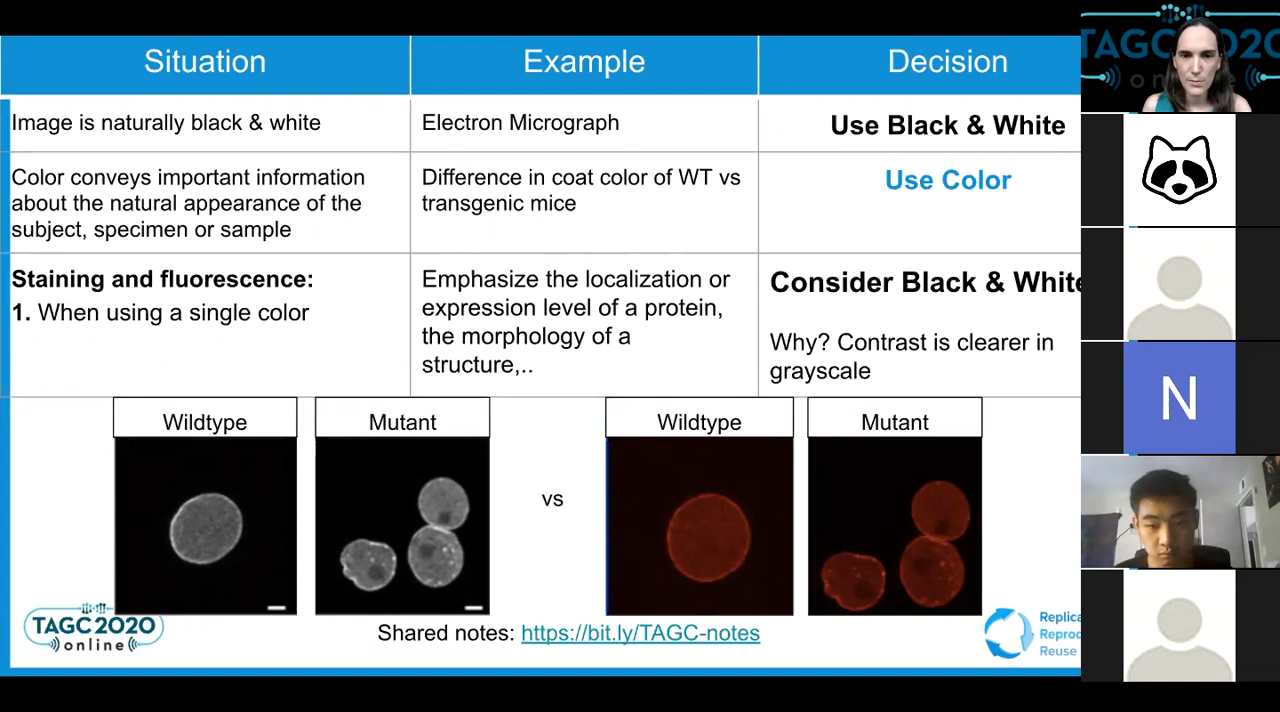 Situation
Example
Decision
Image is naturally black & white
Electron Micrograph
Use Black & White
Color conveys important information
about the natural appearance of the
subject, specimen or sample
Difference in coat color of WT vs
transgenic mice
Use Color
Staining and fluorescence:
1. When using a single color
Emphasize the localization or
expression level of a protein,
the morphology of a
structure,..
Consider Black & White
Why? Contrast is clearer in
grayscale
Wildtype
Mutant
vs
Wildtype
Mutant
TAGC 2020
online
Shared notes: https://bit.ly/TAGC-notes
Replica
Reprod
Reuse
TAGC2020
online
N